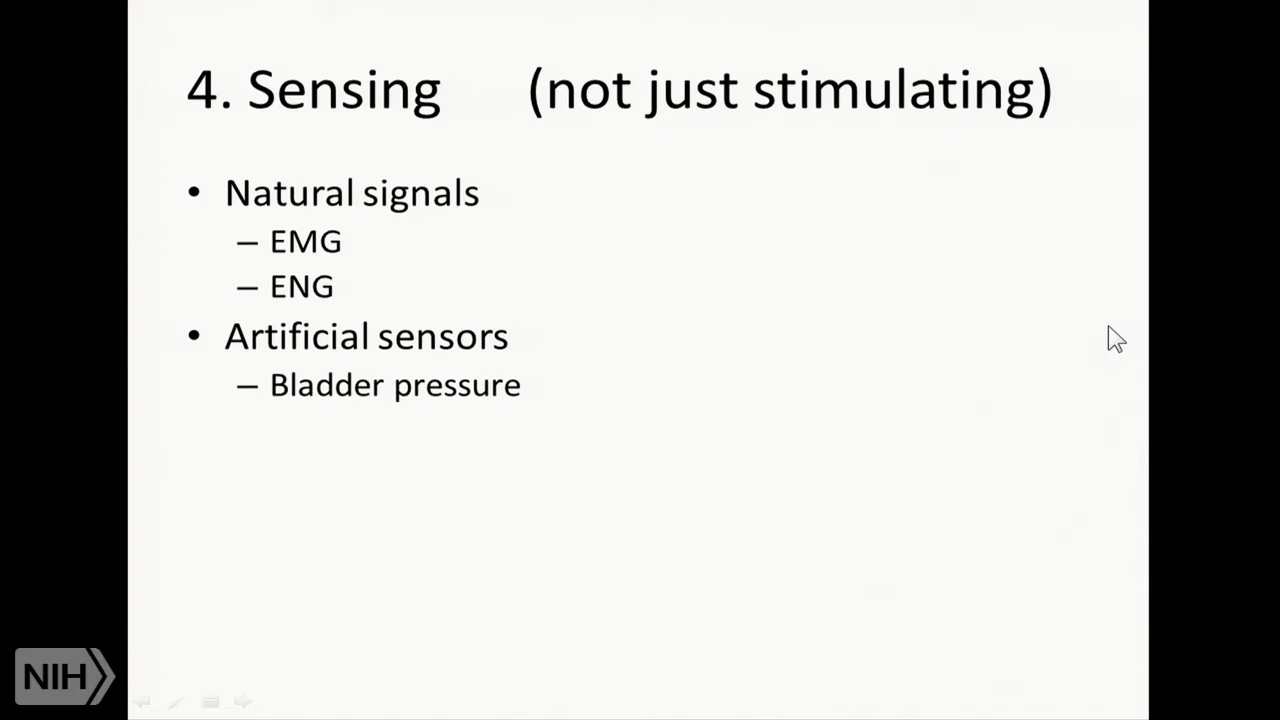 4. Sensing (not just stimulating)
• Natural signals
– EMG
– ENG
• Artificial sensors
– Bladder pressure
NIH